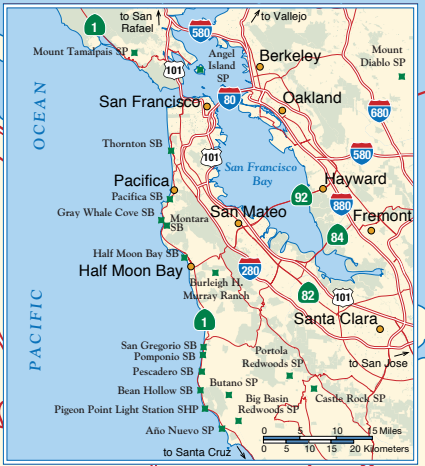 to San
Rafael
to Vallejo
1
580
Mount Tamalpais SP
Angel
Island
SP
Berkeley
Mount
Diablo SP
101
San Francisco
80
Oakland
680
OCEAN
Thornton SB
101
San Francisco
Bay
580
Pacifica
Pacifica SB
Gray Whale Cove SB
Montara
SB
San Mateo
92
Hayward
880
Fremont
84
Half Moon Bay SB
Half Moon Bay
280
Burleigh H.
Murray Ranch
82
101
PACIFIC
1
Santa Clara
San Gregorio SB
Pomponio SB
Pescadero SB
Bean Hollow SB
Pigeon Point Light Station SHP
Año Nuevo SP
Portola
Redwoods SP
to San Jose
Butano SP
Big Basin
Redwoods SP
Castle Rock SP
to Santa Cruz
0 5 10 15 Miles
0 5 10 15 20 Kilometers